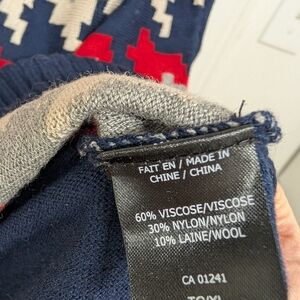 FAIT EN / MADE IN
CHINE / CHINA
60% VISCOSE/VISCOSE
30% NYLON/NYLON
10% LAINE/WOOL
CA 01241